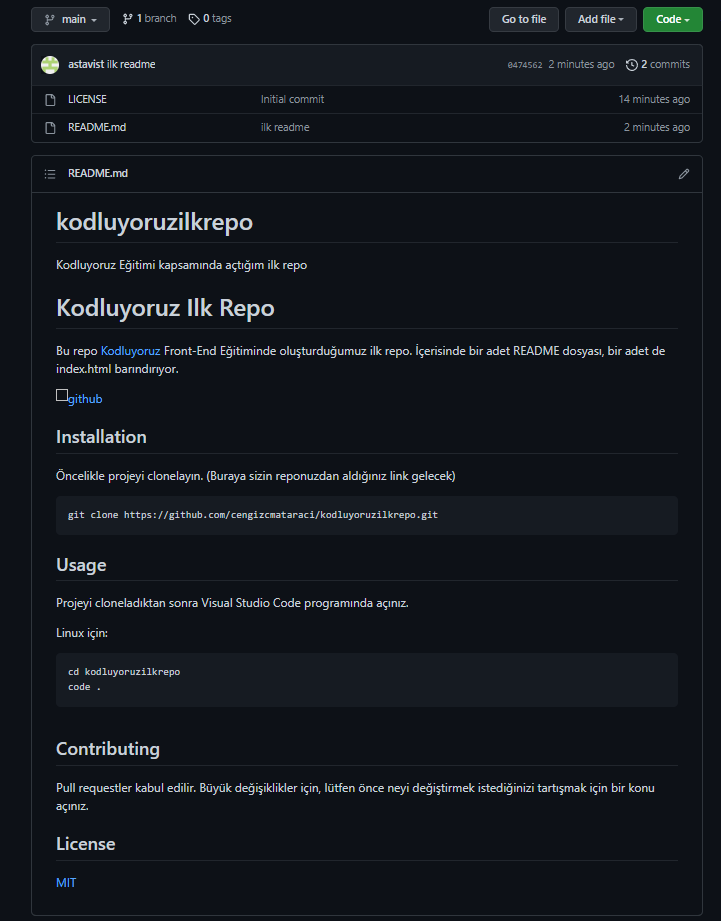 main
1 branch
0 tags
Go to file
Add file
Code
astavist ilk readme
0474562 2 minutes ago
2 commits
LICENSE
Initial commit
14 minutes ago
README.md
ilk readme
2 minutes ago
README.md
kodluyoruzilkrepo
Kodluyoruz Eğitimi kapsamında açtığım ilk repo
Kodluyoruz Ilk Repo
Bu repo Kodluyoruz Front-End Eğitiminde oluşturduğumuz ilk repo. İçerisinde bir adet README dosyası, bir adet de
index.html barındırıyor.
github
Installation
Öncelikle projeyi clonelayın. (Buraya sizin reponuzdan aldığınız link gelecek)
git clone https://github.com/cengizcmataraci/kodluyoruzilkrepo.git
Usage
Projeyi cloneladıktan sonra Visual Studio Code programında açınız.
Linux için:
cd kodluyoruzilkrepo
code .
Contributing
Pull requestler kabul edilir. Büyük değişiklikler için, lütfen önce neyi değiştirmek istediğinizi tartışmak için bir konu
açınız.
License
MIT